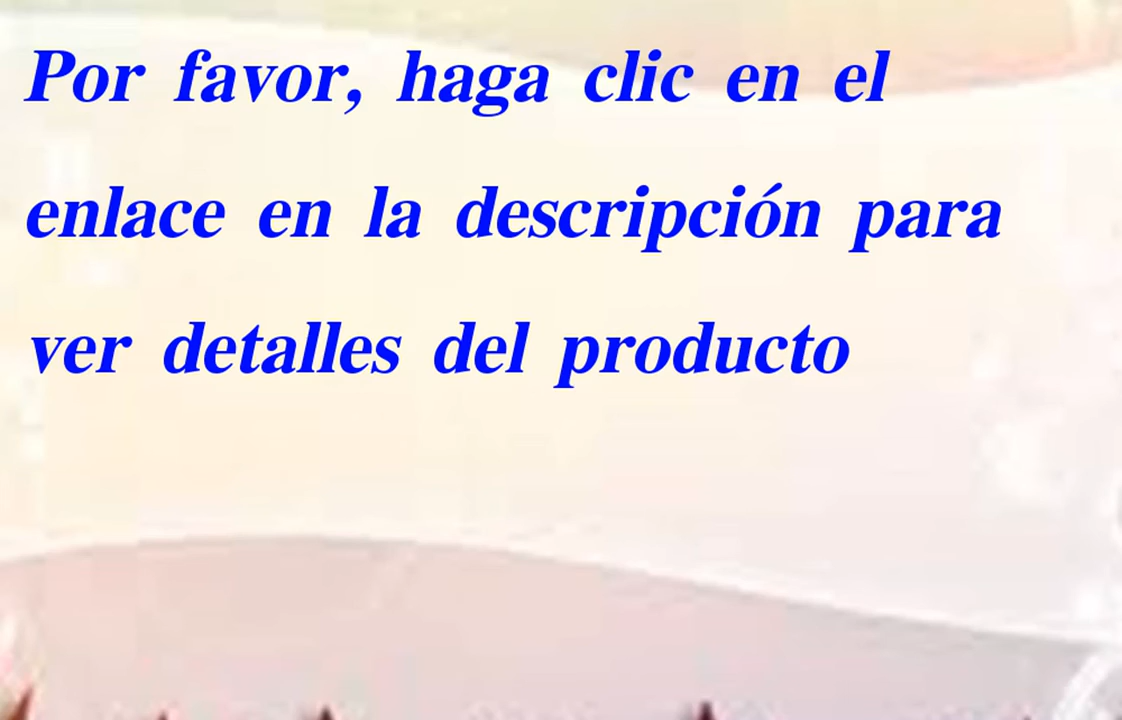 Por favor, haga clic en el
enlace en la descripción para
ver detalles del producto